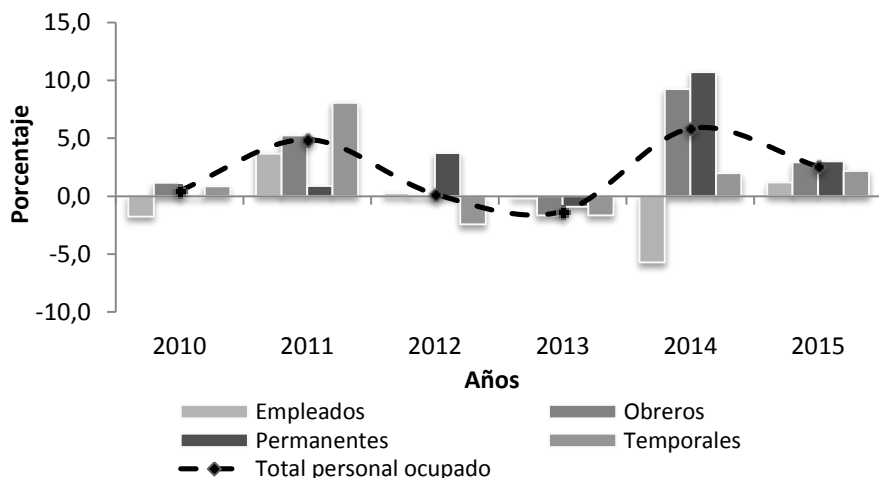 15,0
10,0
5,0
0,0
-5,0
-10,0
Porcentaje
2010 2011 2012 2013 2014 2015
Años
Empleados Obreros
Permanentes Temporales
Total personal ocupado